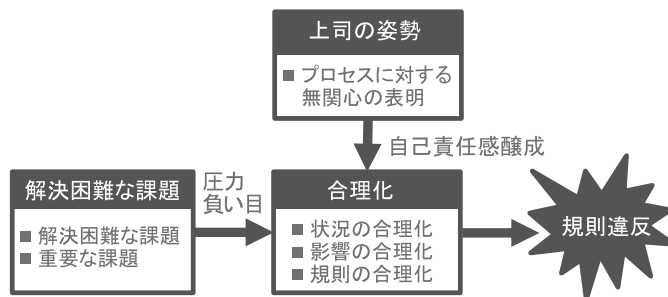 上司の姿勢
■ プロセスに対する
無関心の表明
自己責任感醸成
解決困難な課題
■ 解決困難な課題
■ 重要な課題
圧力
負い目
合理化
■ 状況の合理化
■ 影響の合理化
■ 規則の合理化
規則違反